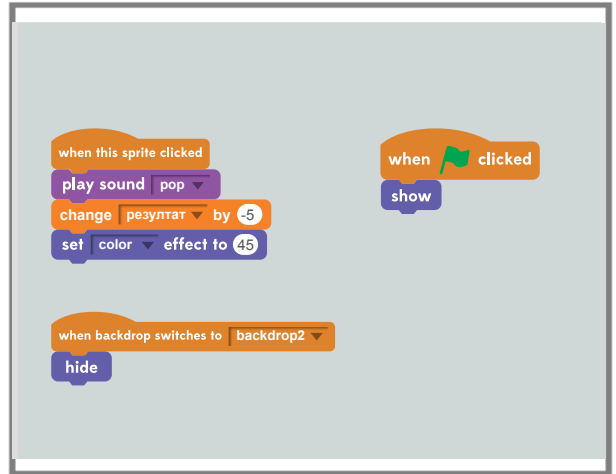 when this sprite clicked
play sound pop
change резултат by -5
set color effect to 45
when backdrop switches to backdrop2
hide
when clicked
show